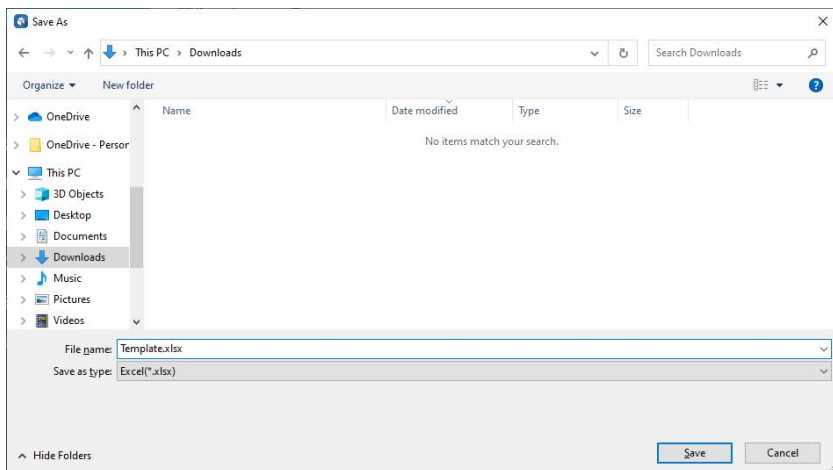 Save As
This PC > Downloads
Search Downloads
Organize
New folder
?
Name
Date modified
Type
Size
No items match your search.
OneDrive
OneDrive - Person
This PC
3D Objects
Desktop
Documents
Downloads
Music
Pictures
Videos
File name: Template.xlsx
Save as type: Excel(*.xlsx)
Hide Folders
Save
Cancel